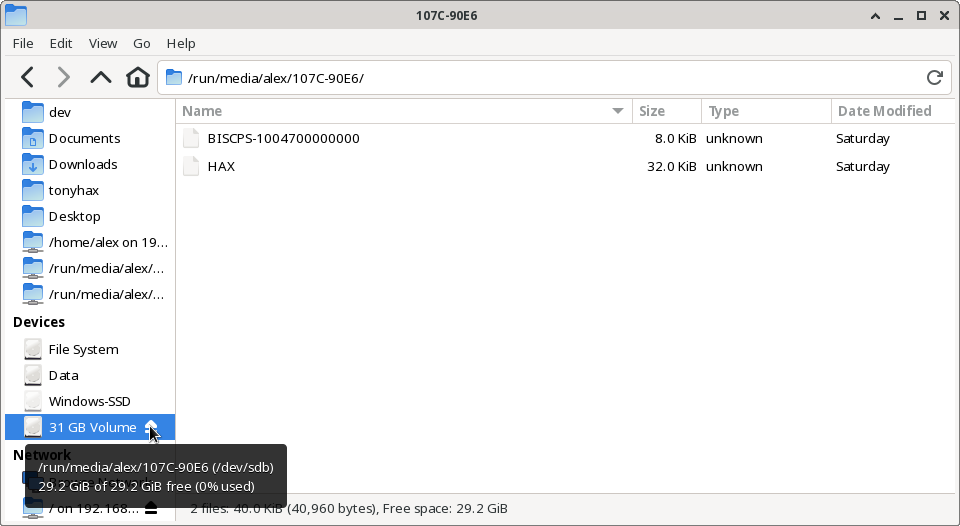 107C-90E6
File Edit View Go Help
/run/media/alex/107C-90E6/
dev
Documents
Downloads
tonyhax
Desktop
/home/alex on 19...
/run/media/alex/...
/run/media/alex/...
Devices
File System
Data
Windows-SSD
31 GB Volume
Network
/ on 192.168...
Name Size Type Date Modified
BISCPS-1004700000000 8.0 KiB unknown Saturday
HAX 32.0 KiB unknown Saturday
/run/media/alex/107C-90E6 (/dev/sdb)
29.2 GiB of 29.2 GiB free (0% used)
2 files: 40.0 KiB (40,960 bytes), Free space: 29.2 GiB